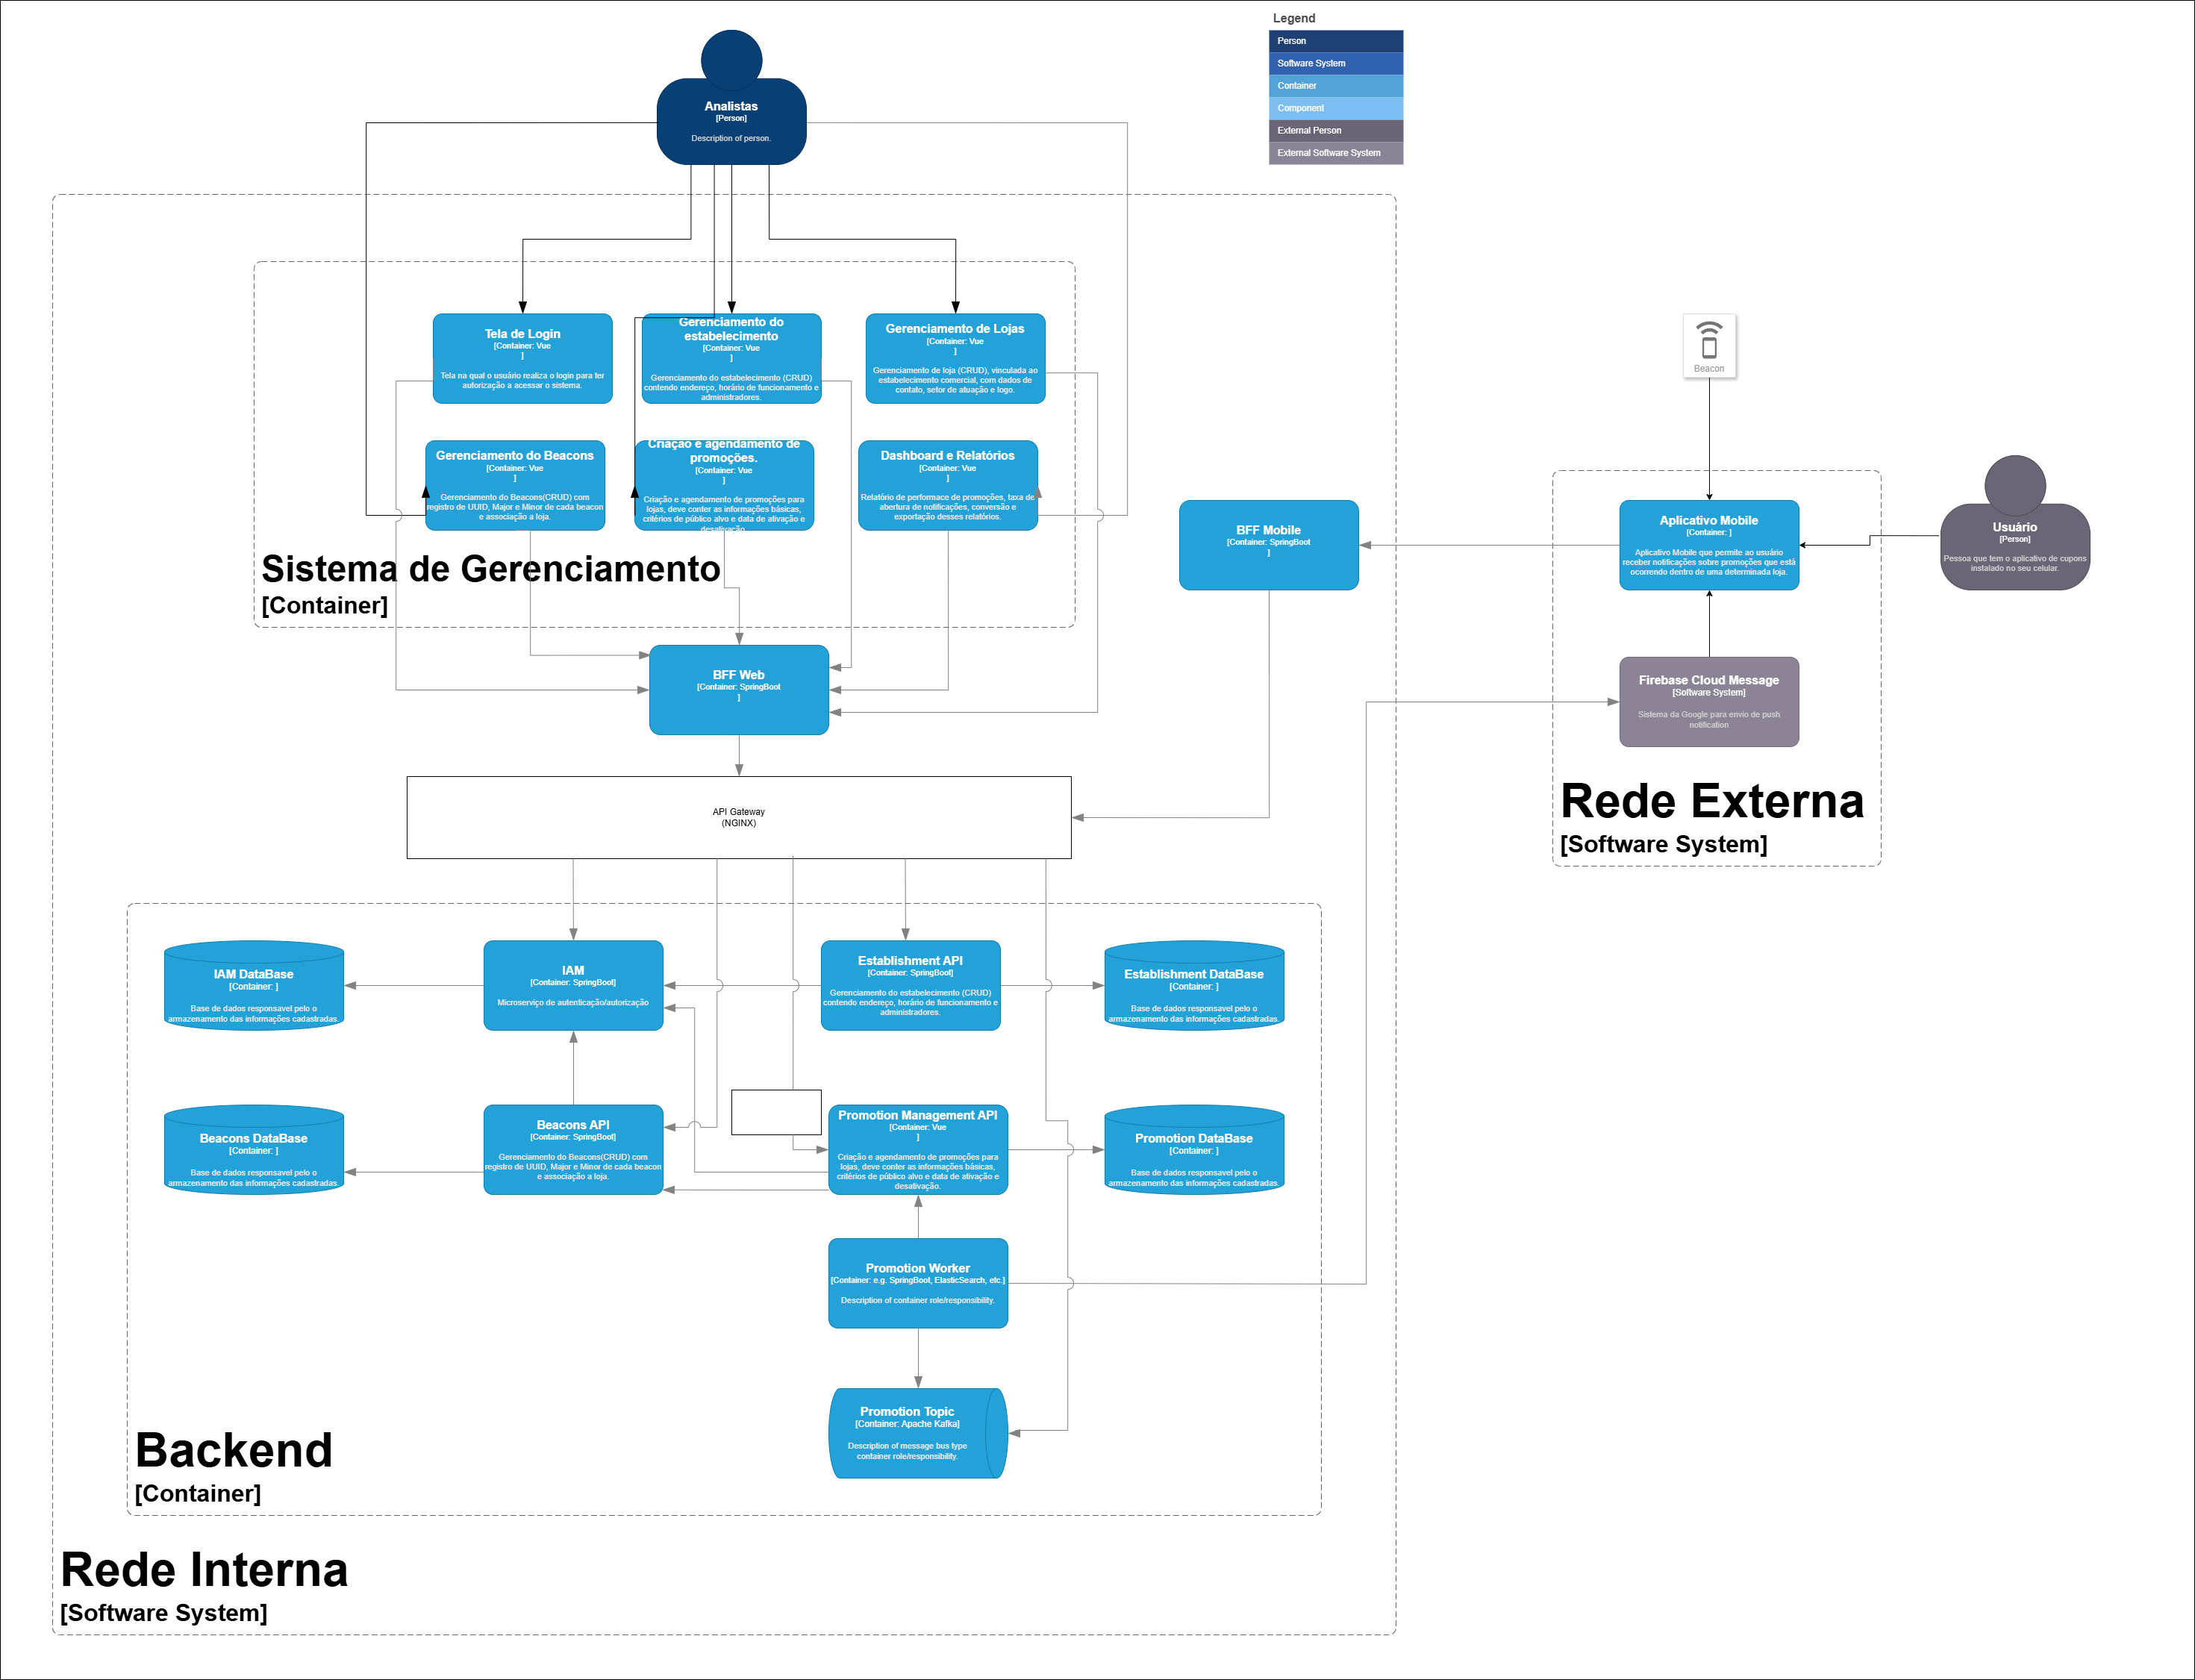 Legend
Person
Software System
Container
Component
External Person
External Software System
Analistas
[Person]
Description of person.
Tela de Login
[Container: Vue
]
Tela na qual o usuário realiza o login para ter
autorização a acessar o sistema.
Gerenciamento do
estabelecimento
[Container: Vue
]
Gerenciamento do estabelecimento (CRUD)
contendo endereço, horário de funcionamento e
administradores.
Gerenciamento de Lojas
[Container: Vue
]
Gerenciamento de loja (CRUD), vinculada ao
estabelecimento comercial, com dados de
contato, setor de atuação e logo.
Gerenciamento do Beacons
[Container: Vue
]
Gerenciamento do Beacons(CRUD) com
registro de UUID, Major e Minor de cada beacon
e associação a loja.
Criação e agendamento de
promoções.
[Container: Vue
]
Criação e agendamento de promoções para
lojas, deve conter as informações básicas,
critérios de público alvo e data de ativação e
desativação.
Dashboard e Relatórios
[Container: Vue
]
Relatório de performace de promoções, taxa de
abertura de notificações, conversão e
exportação desses relatórios.
Sistema de Gerenciamento
[Container]
BFF Mobile
[Container: SpringBoot
]
Beacon
Aplicativo Mobile
[Container: ]
Aplicativo Mobile que permite ao usuário
receber notificações sobre promoções que está
ocorrendo dentro de uma determinada loja.
Usuário
[Person]
Pessoa que tem o aplicativo de cupons
instalado no seu celular.
Firebase Cloud Message
[Software System]
Sistema da Google para envio de push
notification
Rede Externa
[Software System]
BFF Web
[Container: SpringBoot
]
API Gateway
(NGINX)
IAM DataBase
[Container: ]
Base de dados responsavel pelo o
armazenamento das informações cadastradas.
IAM
[Container: SpringBool]
Microserviço de autenticação/autorização
Establishment API
[Container: SpringBool]
Gerenciamento do estabelecimento (CRUD)
contendo endereço, horário de funcionamento e
administradores.
Establishment DataBase
[Container: ]
Base de dados responsavel pelo o
armazenamento das informações cadastradas.
Beacons DataBase
[Container: ]
Base de dados responsavel pelo o
armazenamento das informações cadastradas.
Beacons API
[Container: SpringBool]
Gerenciamento do Beacons(CRUD) com
registro de UUID, Major e Minor de cada beacon
e associação a loja.
Promotion Management API
[Container: Vue
]
Criação e agendamento de promoções para
lojas, deve conter as informações básicas,
critérios de público alvo e data de ativação e
desativação.
Promotion DataBase
[Container: ]
Base de dados responsavel pelo o
armazenamento das informações cadastradas.
Promotion Worker
[Container: e.g. SpringBoot, ElasticSearch, etc.]
Description of container role/responsibility.
Promotion Topic
[Container: Apache Kafka]
Description of message bus type
container role/responsibility.
Backend
[Container]
Rede Interna
[Software System]